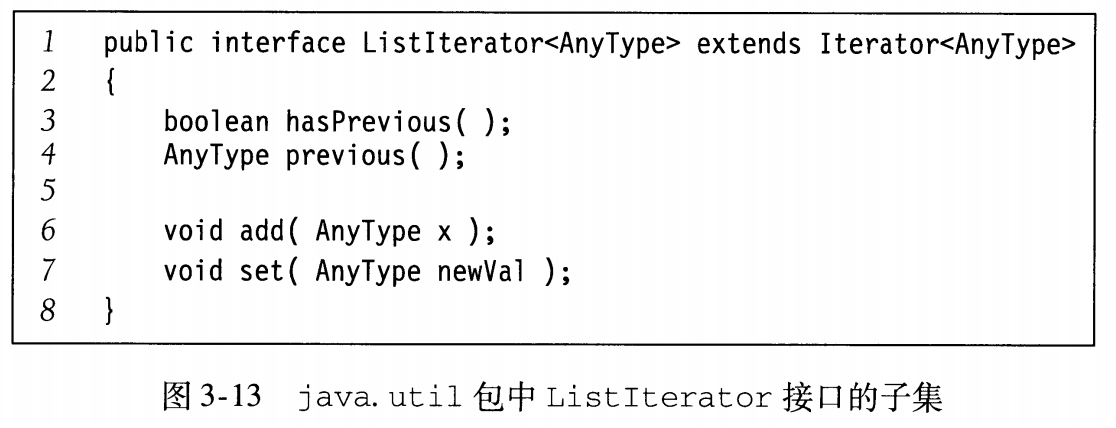 1 public interface ListIterator<AnyType> extends Iterator<AnyType>
2 {
3 boolean hasPrevious( );
4 AnyType previous( );
5
6 void add( AnyType x );
7 void set( AnyType newVal );
8 }
图 3-13 java.util 包中 ListIterator 接口的子集